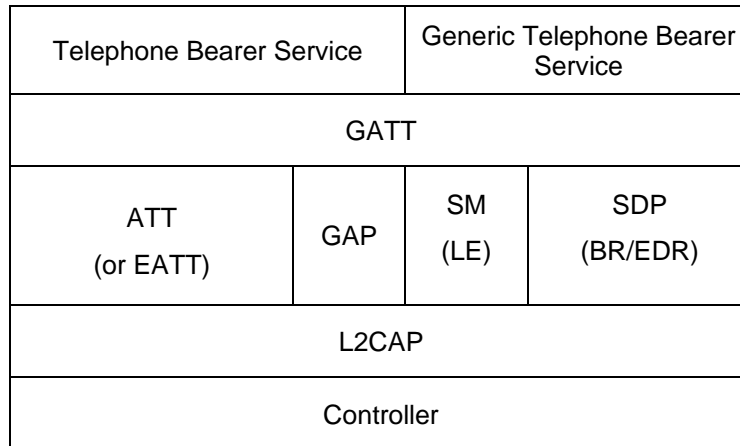 Telephone Bearer Service
Generic Telephone Bearer
Service
GATT
ATT
(or EATT)
GAP
SM
(LE)
SDP
(BR/EDR)
L2CAP
Controller